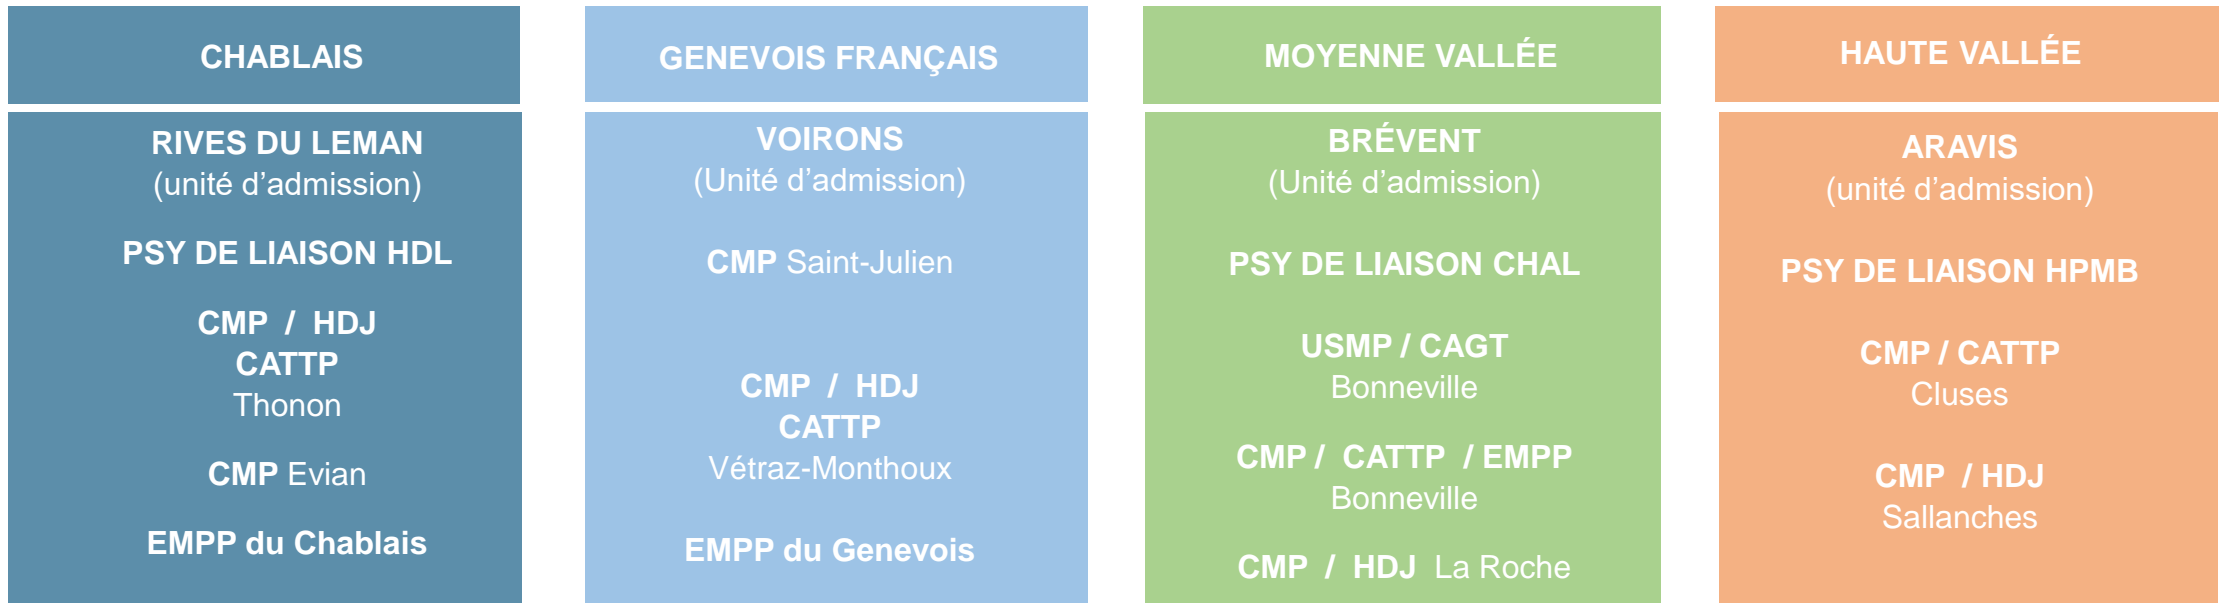 CHABLAIS
RIVES DU LEMAN
(unité d’admission)
PSY DE LIAISON HDL
CMP / HDJ
CATTP
Thonon
CMP Evian
EMPP du Chablais
GENEVOIS FRANÇAIS
VOIRONS
(Unité d’admission)
CMP Saint-Julien
CMP / HDJ
CATTP
Vétraz-Monthoux
EMPP du Genevois
MOYENNE VALLÉE
BRÉVENT
(Unité d’admission)
PSY DE LIAISON CHAL
USMP / CAGT
Bonneville
CMP / CATTP / EMPP
Bonneville
CMP / HDJ La Roche
HAUTE VALLÉE
ARAVIS
(unité d’admission)
PSY DE LIAISON HPMB
CMP / CATTP
Cluses
CMP / HDJ
Sallanches